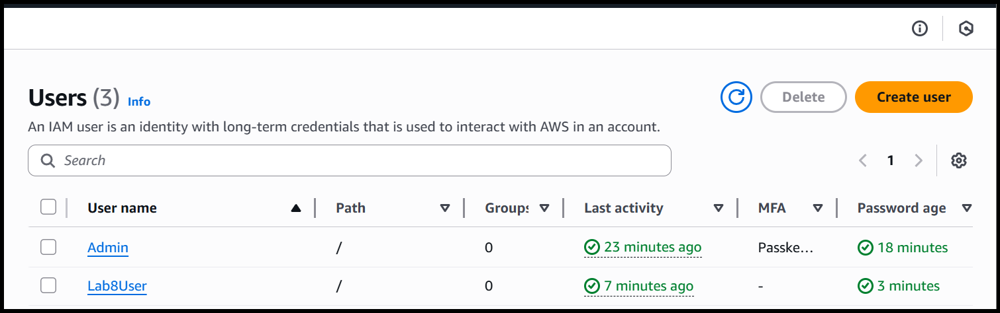 Users (3) Info
Delete
Create user
An IAM user is an identity with long-term credentials that is used to interact with AWS in an account.
Search
1
User name Path Groups Last activity MFA Password age
Admin / 0 23 minutes ago Passke... 18 minutes
Lab8User / 0 7 minutes ago - 3 minutes